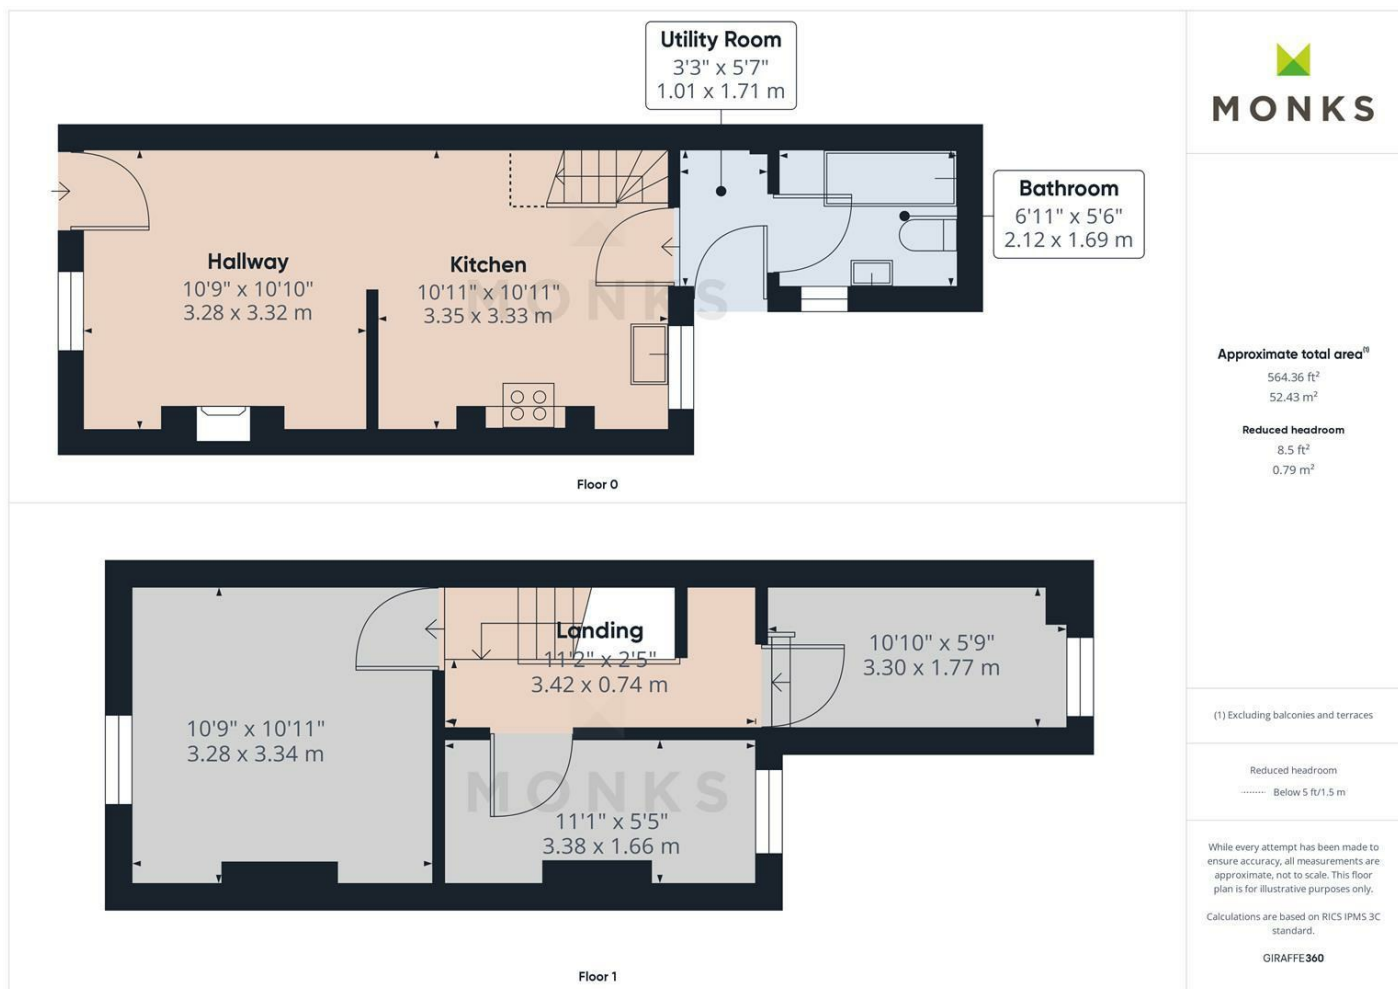 Utility Room
3'3" x 5'7"
1.01 x 1.71 m
Bathroom
6'11" x 5'6"
2.12 x 1.69 m
Hallway
10'9" x 10'10"
3.28 x 3.32 m
Kitchen
10'11" x 10'11"
3.35 x 3.33 m
MONKS
Floor 0
Landing
11'2" x 2'5"
3.42 x 0.74 m
10'10" x 5'9"
3.30 x 1.77 m
10'9" x 10'11"
3.28 x 3.34 m
MONKS
11'1" x 5'5"
3.38 x 1.66 m
Floor 1
MONKS
Approximate total area(1)
564.36 ft²
52.43 m²
Reduced headroom
8.5 ft²
0.79 m²
(1) Excluding balconies and terraces
Reduced headroom
Below 5 ft/1.5 m
While every attempt has been made to
ensure accuracy, all measurements are
approximate, not to scale. This floor
plan is for illustrative purposes only.
Calculations are based on RICS IPMS 3C
standard.
GIRAFFE360